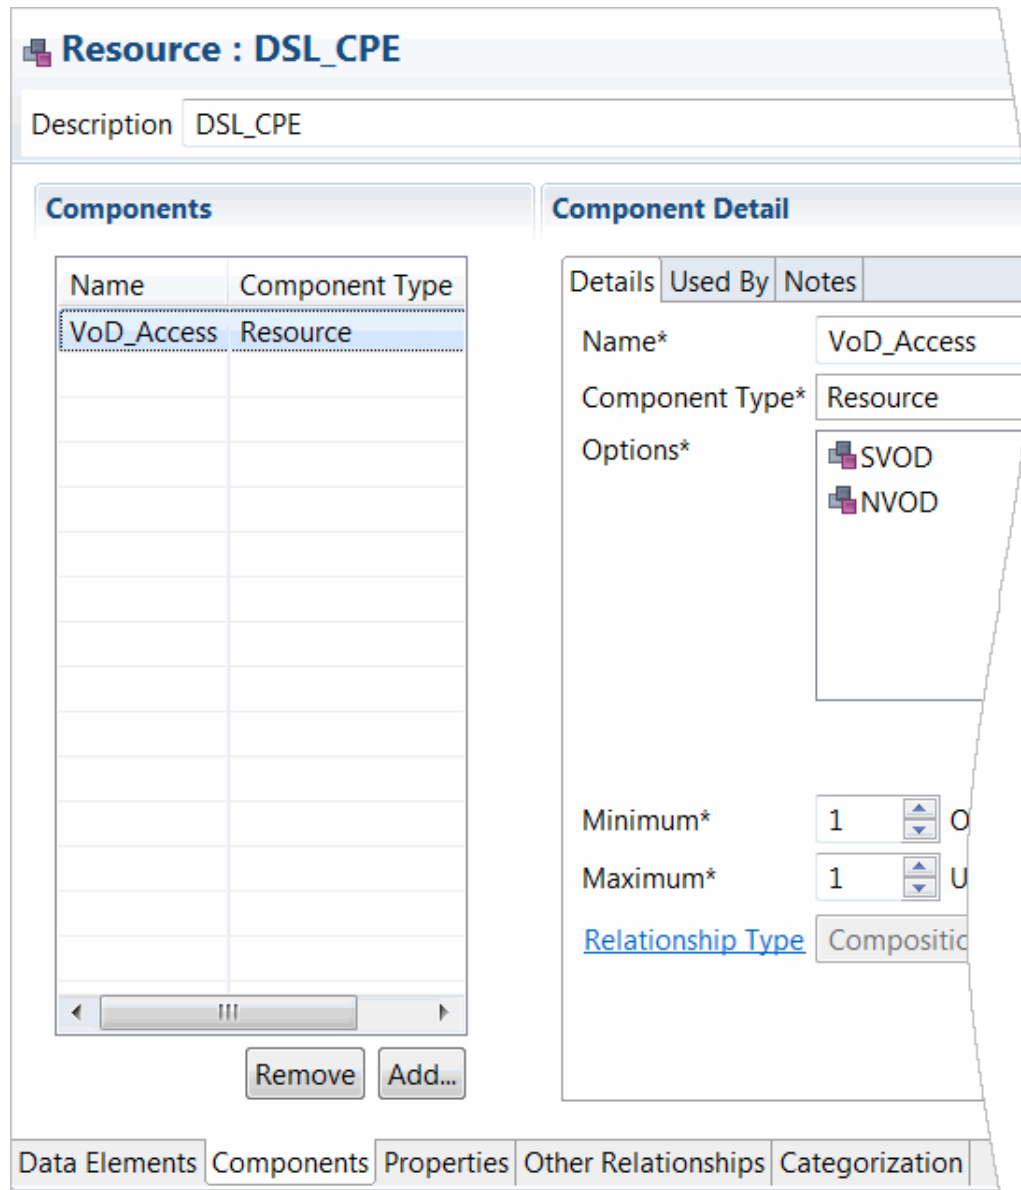 Resource : DSL_CPE
Description DSL_CPE
Components
Name Component Type
VoD_Access Resource
Remove Add...
Component Detail
Details Used By Notes
Name* VoD_Access
Component Type* Resource
Options* SVOD
NVOD
Minimum* 1 O
Maximum* 1 U
Relationship Type Compositic
Data Elements Components Properties Other Relationships Categorization